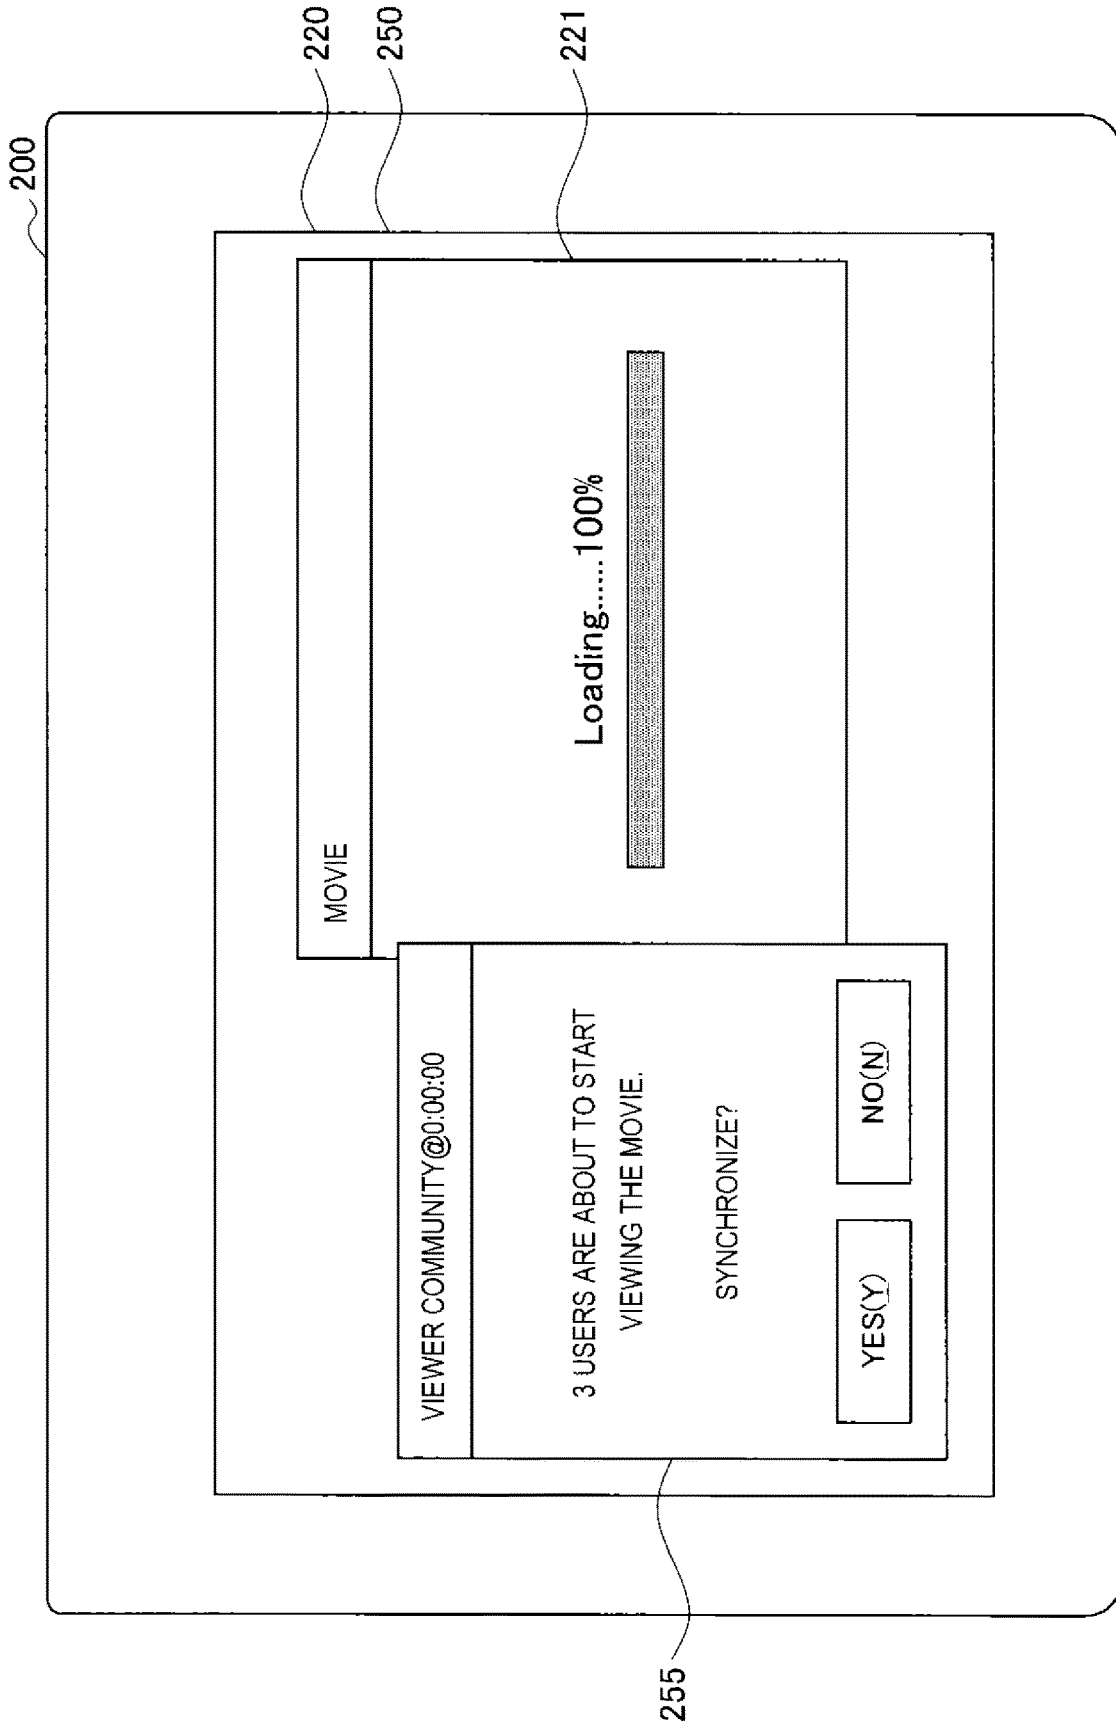 200
220
250
221
MOVIE
Loading......100%
VIEWER COMMUNITY@0:00:00
3 USERS ARE ABOUT TO START
VIEWING THE MOVIE.
SYNCHRONIZE?
YES(Y)
NO(N)
255